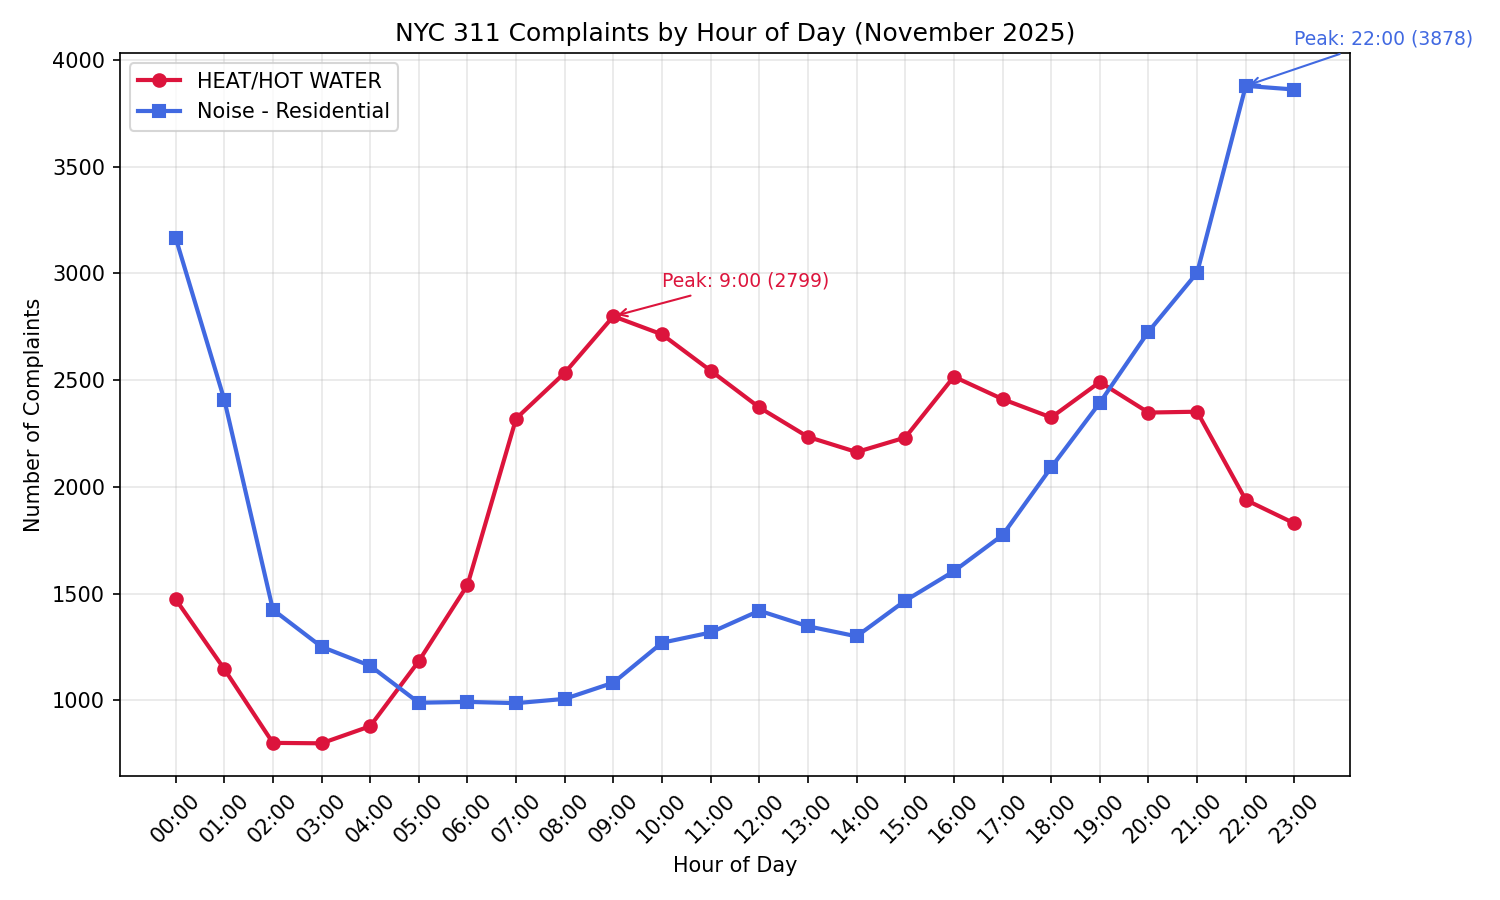 NYC 311 Complaints by Hour of Day (November 2025)
Peak: 22:00 (3878)
HEAT/HOT WATER
Noise - Residential
Peak: 9:00 (2799)
Number of Complaints
4000
3500
3000
2500
2000
1500
1000
00:00 01:00 02:00 03:00 04:00 05:00 06:00 07:00 08:00 09:00 10:00 11:00 12:00 13:00 14:00 15:00 16:00 17:00 18:00 19:00 20:00 21:00 22:00 23:00
Hour of Day